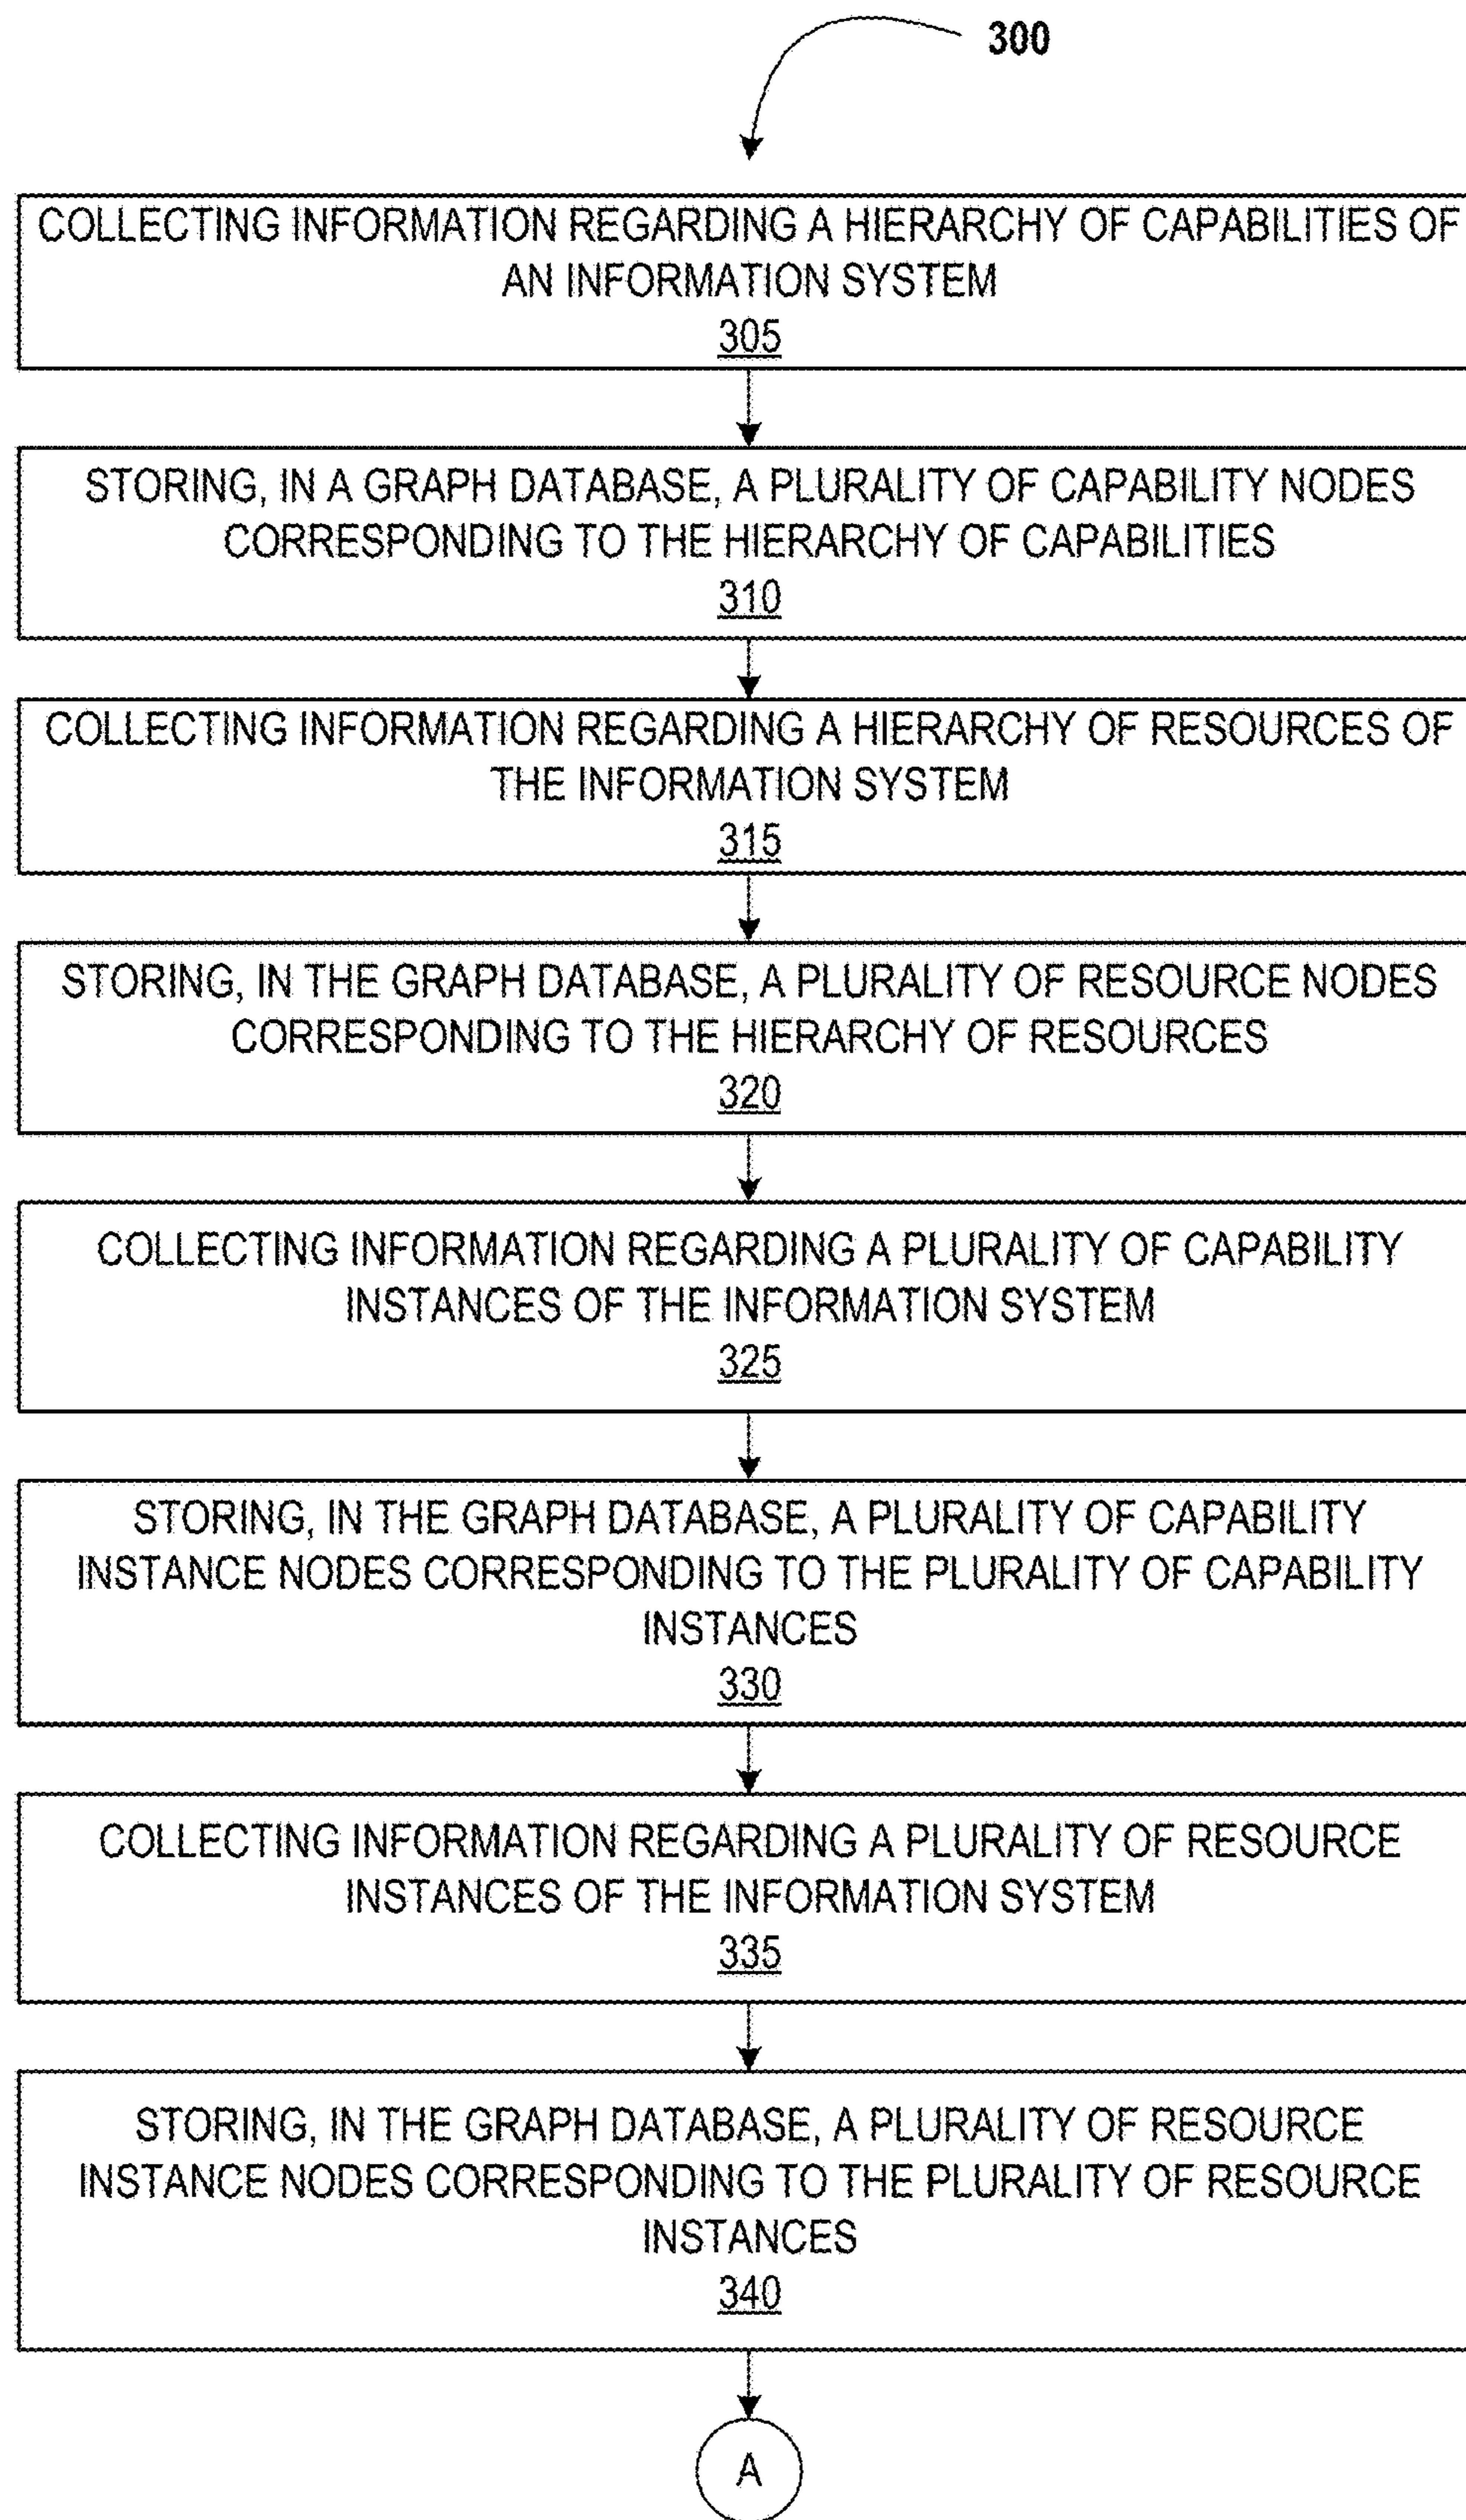 300
COLLECTING INFORMATION REGARDING A HIERARCHY OF CAPABILITIES OF
AN INFORMATION SYSTEM
305
STORING, IN A GRAPH DATABASE, A PLURALITY OF CAPABILITY NODES
CORRESPONDING TO THE HIERARCHY OF CAPABILITIES
310
COLLECTING INFORMATION REGARDING A HIERARCHY OF RESOURCES OF
THE INFORMATION SYSTEM
315
STORING, IN THE GRAPH DATABASE, A PLURALITY OF RESOURCE NODES
CORRESPONDING TO THE HIERARCHY OF RESOURCES
320
COLLECTING INFORMATION REGARDING A PLURALITY OF CAPABILITY
INSTANCES OF THE INFORMATION SYSTEM
325
STORING, IN THE GRAPH DATABASE, A PLURALITY OF CAPABILITY
INSTANCE NODES CORRESPONDING TO THE PLURALITY OF CAPABILITY
INSTANCES
330
COLLECTING INFORMATION REGARDING A PLURALITY OF RESOURCE
INSTANCES OF THE INFORMATION SYSTEM
335
STORING, IN THE GRAPH DATABASE, A PLURALITY OF RESOURCE
INSTANCE NODES CORRESPONDING TO THE PLURALITY OF RESOURCE
INSTANCES
340
A